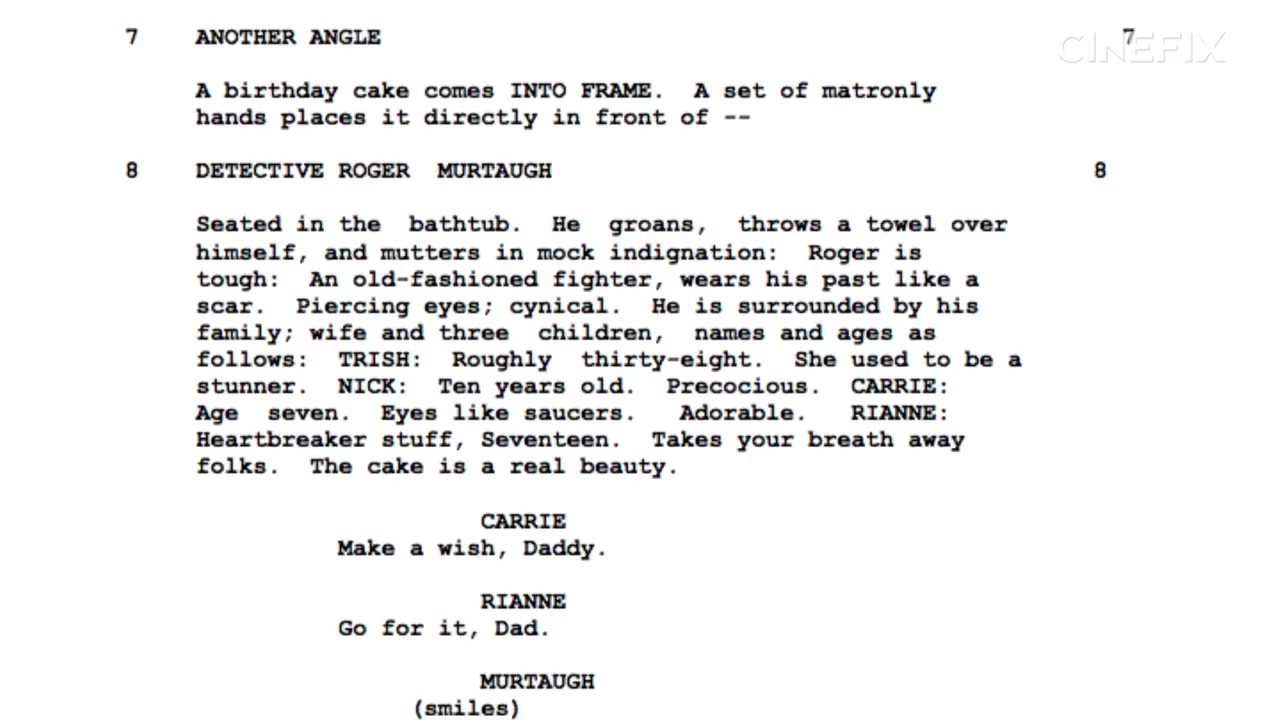 7 ANOTHER ANGLE 7
CINEFIX
A birthday cake comes INTO FRAME. A set of matronly
hands places it directly in front of --
8 DETECTIVE ROGER MURTAUGH 8
Seated in the bathtub. He groans, throws a towel over
himself, and mutters in mock indignation: Roger is
tough: An old-fashioned fighter, wears his past like a
scar. Piercing eyes; cynical. He is surrounded by his
family; wife and three children, names and ages as
follows: TRISH: Roughly thirty-eight. She used to be a
stunner. NICK: Ten years old. Precocious. CARRIE:
Age seven. Eyes like saucers. Adorable. RIANNE:
Heartbreaker stuff, Seventeen. Takes your breath away
folks. The cake is a real beauty.
CARRIE
Make a wish, Daddy.
RIANNE
Go for it, Dad.
MURTAUGH
(smiles)